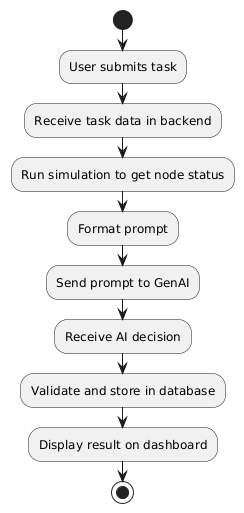 User submits task
Receive task data in backend
Run simulation to get node status
Format prompt
Send prompt to GenAI
Receive AI decision
Validate and store in database
Display result on dashboard